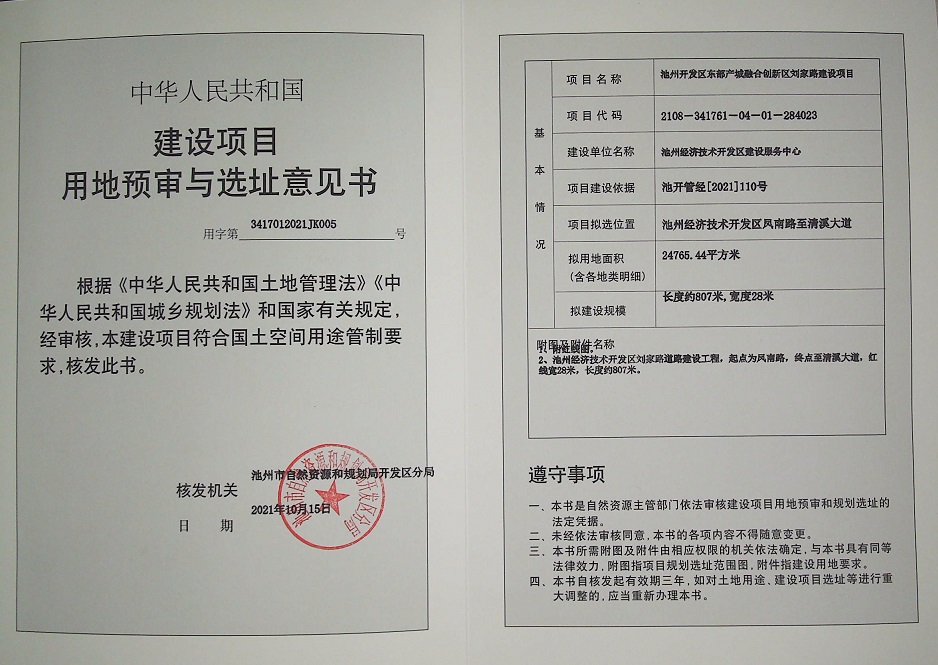 中华人民共和国
建设项目
用地预审与选址意见书
用字第 3417012021JK005 号
根据《中华人民共和国土地管理法》《中
华人民共和国城乡规划法》和国家有关规定,
经审核,本建设项目符合国土空间用途管制要
求,核发此书。
核发机关 池州市自然资源和规划局开发区分局
日 期 2021年10月15日
池州市自然资源和规划局开发区分局
基本情况
项目名称 池州开发区东部产城融合创新区刘家路建设项目
项目代码 2108-341761-04-01-284023
建设单位名称 池州经济技术开发区建设服务中心
项目建设依据 池开管经[2021]110号
项目拟选位置 池州经济技术开发区凤南路至清溪大道
拟用地面积 24765.44平方米
(含各地类明细)
拟建设规模 长度约807米,宽度28米
附图及附件名称
1、附红线图。
2、池州经济技术开发区刘家路道路建设工程,起点为凤南路,终点至清溪大道,红
线宽28米,长度约807米。
遵守事项
一、本书是自然资源主管部门依法审核建设项目用地预审和规划选址的
法定凭据。
二、未经依法审核同意,本书的各项内容不得随意变更。
三、本书所需附图及附件由相应权限的机关依法确定,与本书具有同等
法律效力,附图指项目规划选址范围图,附件指建设用地要求。
四、本书自核发起有效期三年,如对土地用途、建设项目选址等进行重
大调整的,应当重新办理本书。